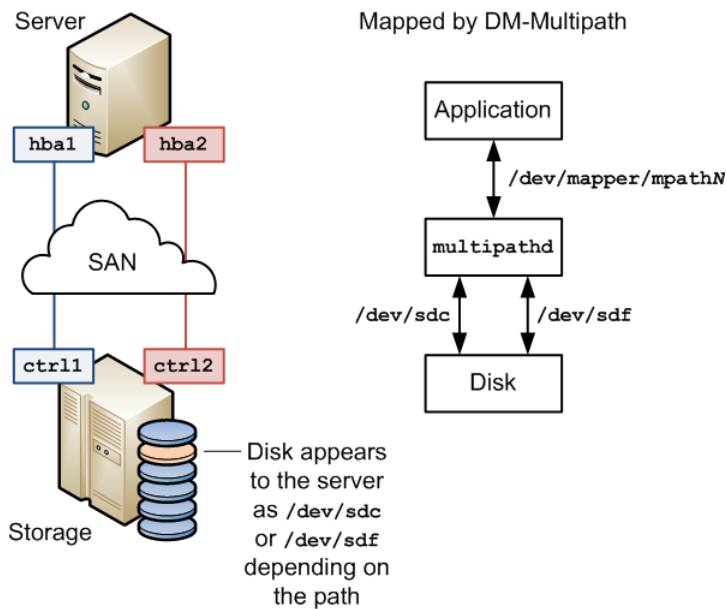 Server
Mapped by DM-Multipath
hba1
hba2
SAN
ctrl1
ctrl2
Storage
Disk appears
to the server
as /dev/sdc
or /dev/sdf
depending on
the path
Application
/dev/mapper/mpathN
multipathd
/dev/sdc
/dev/sdf
Disk